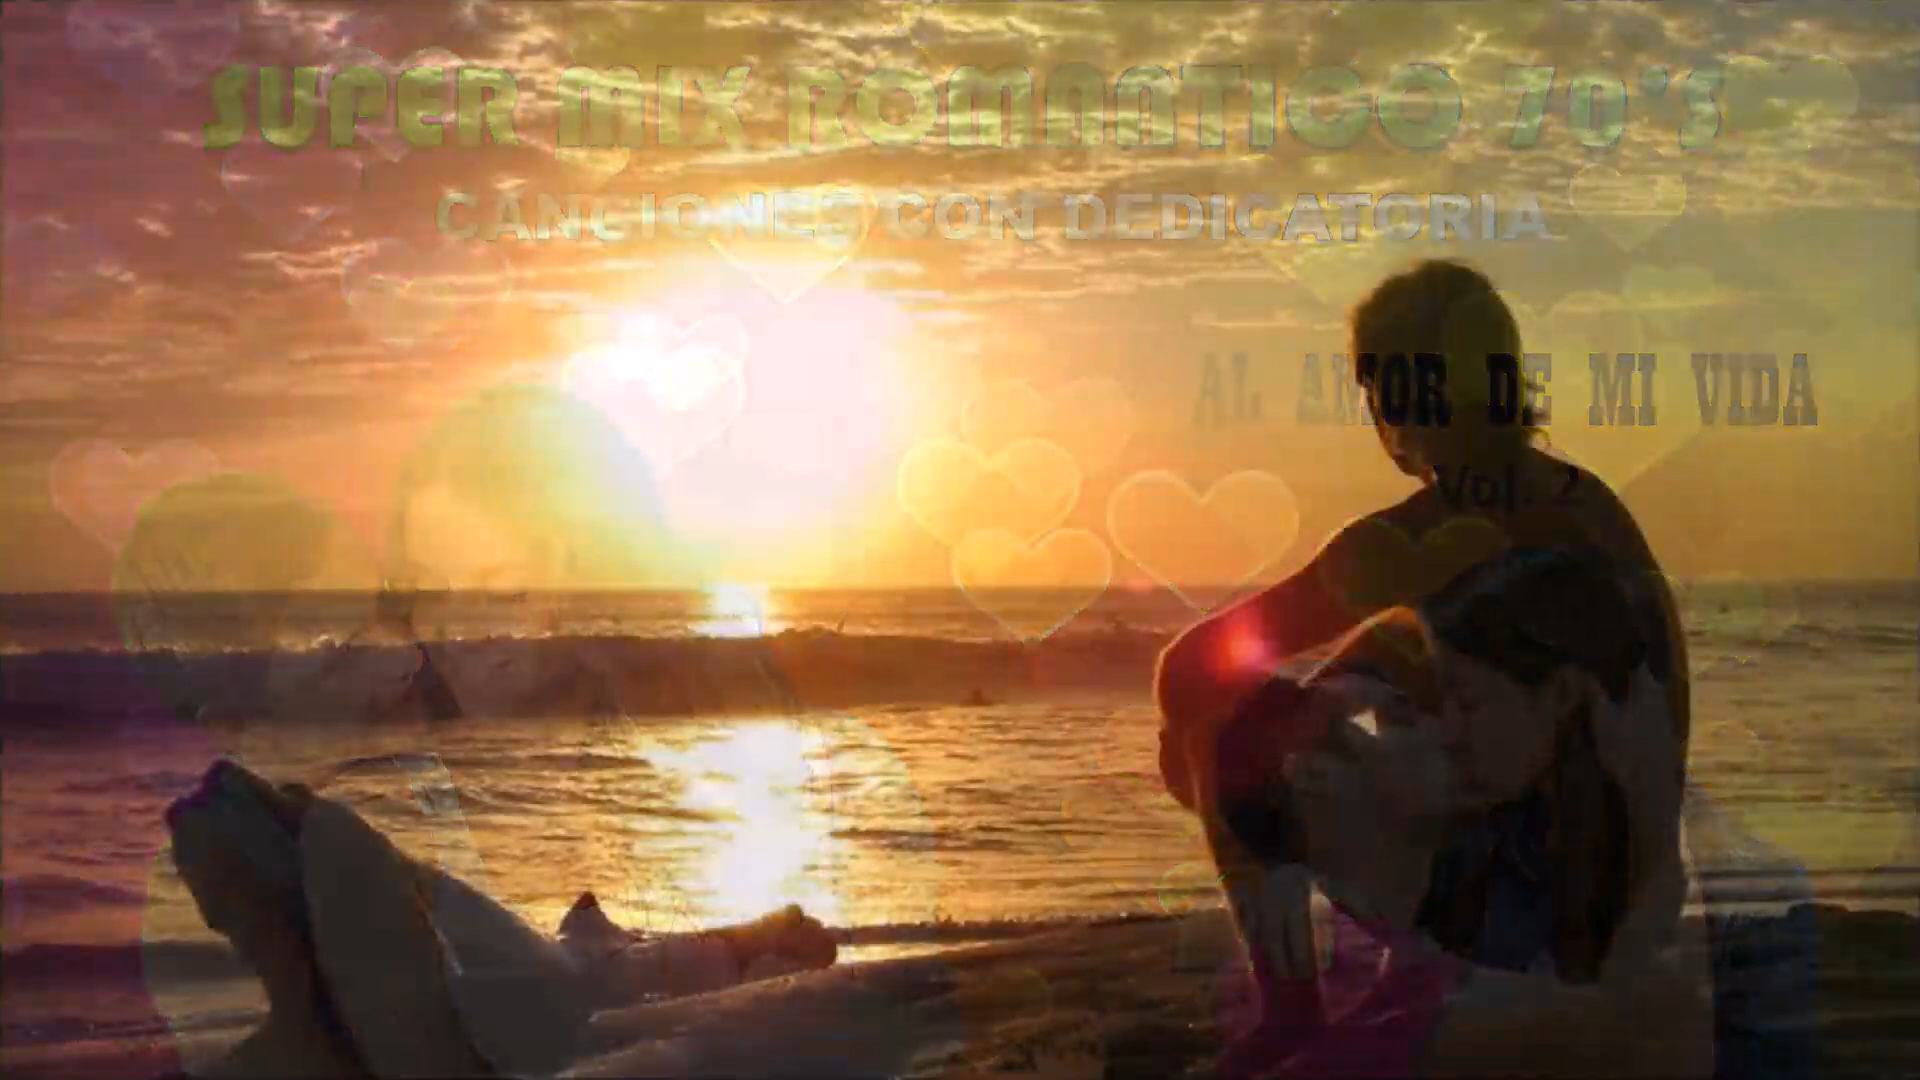 SUPER MIX ROMANTICO 70'S
CANCIONES CON DEDICATORIA
AL AMOR DE MI VIDA
Vol. 2